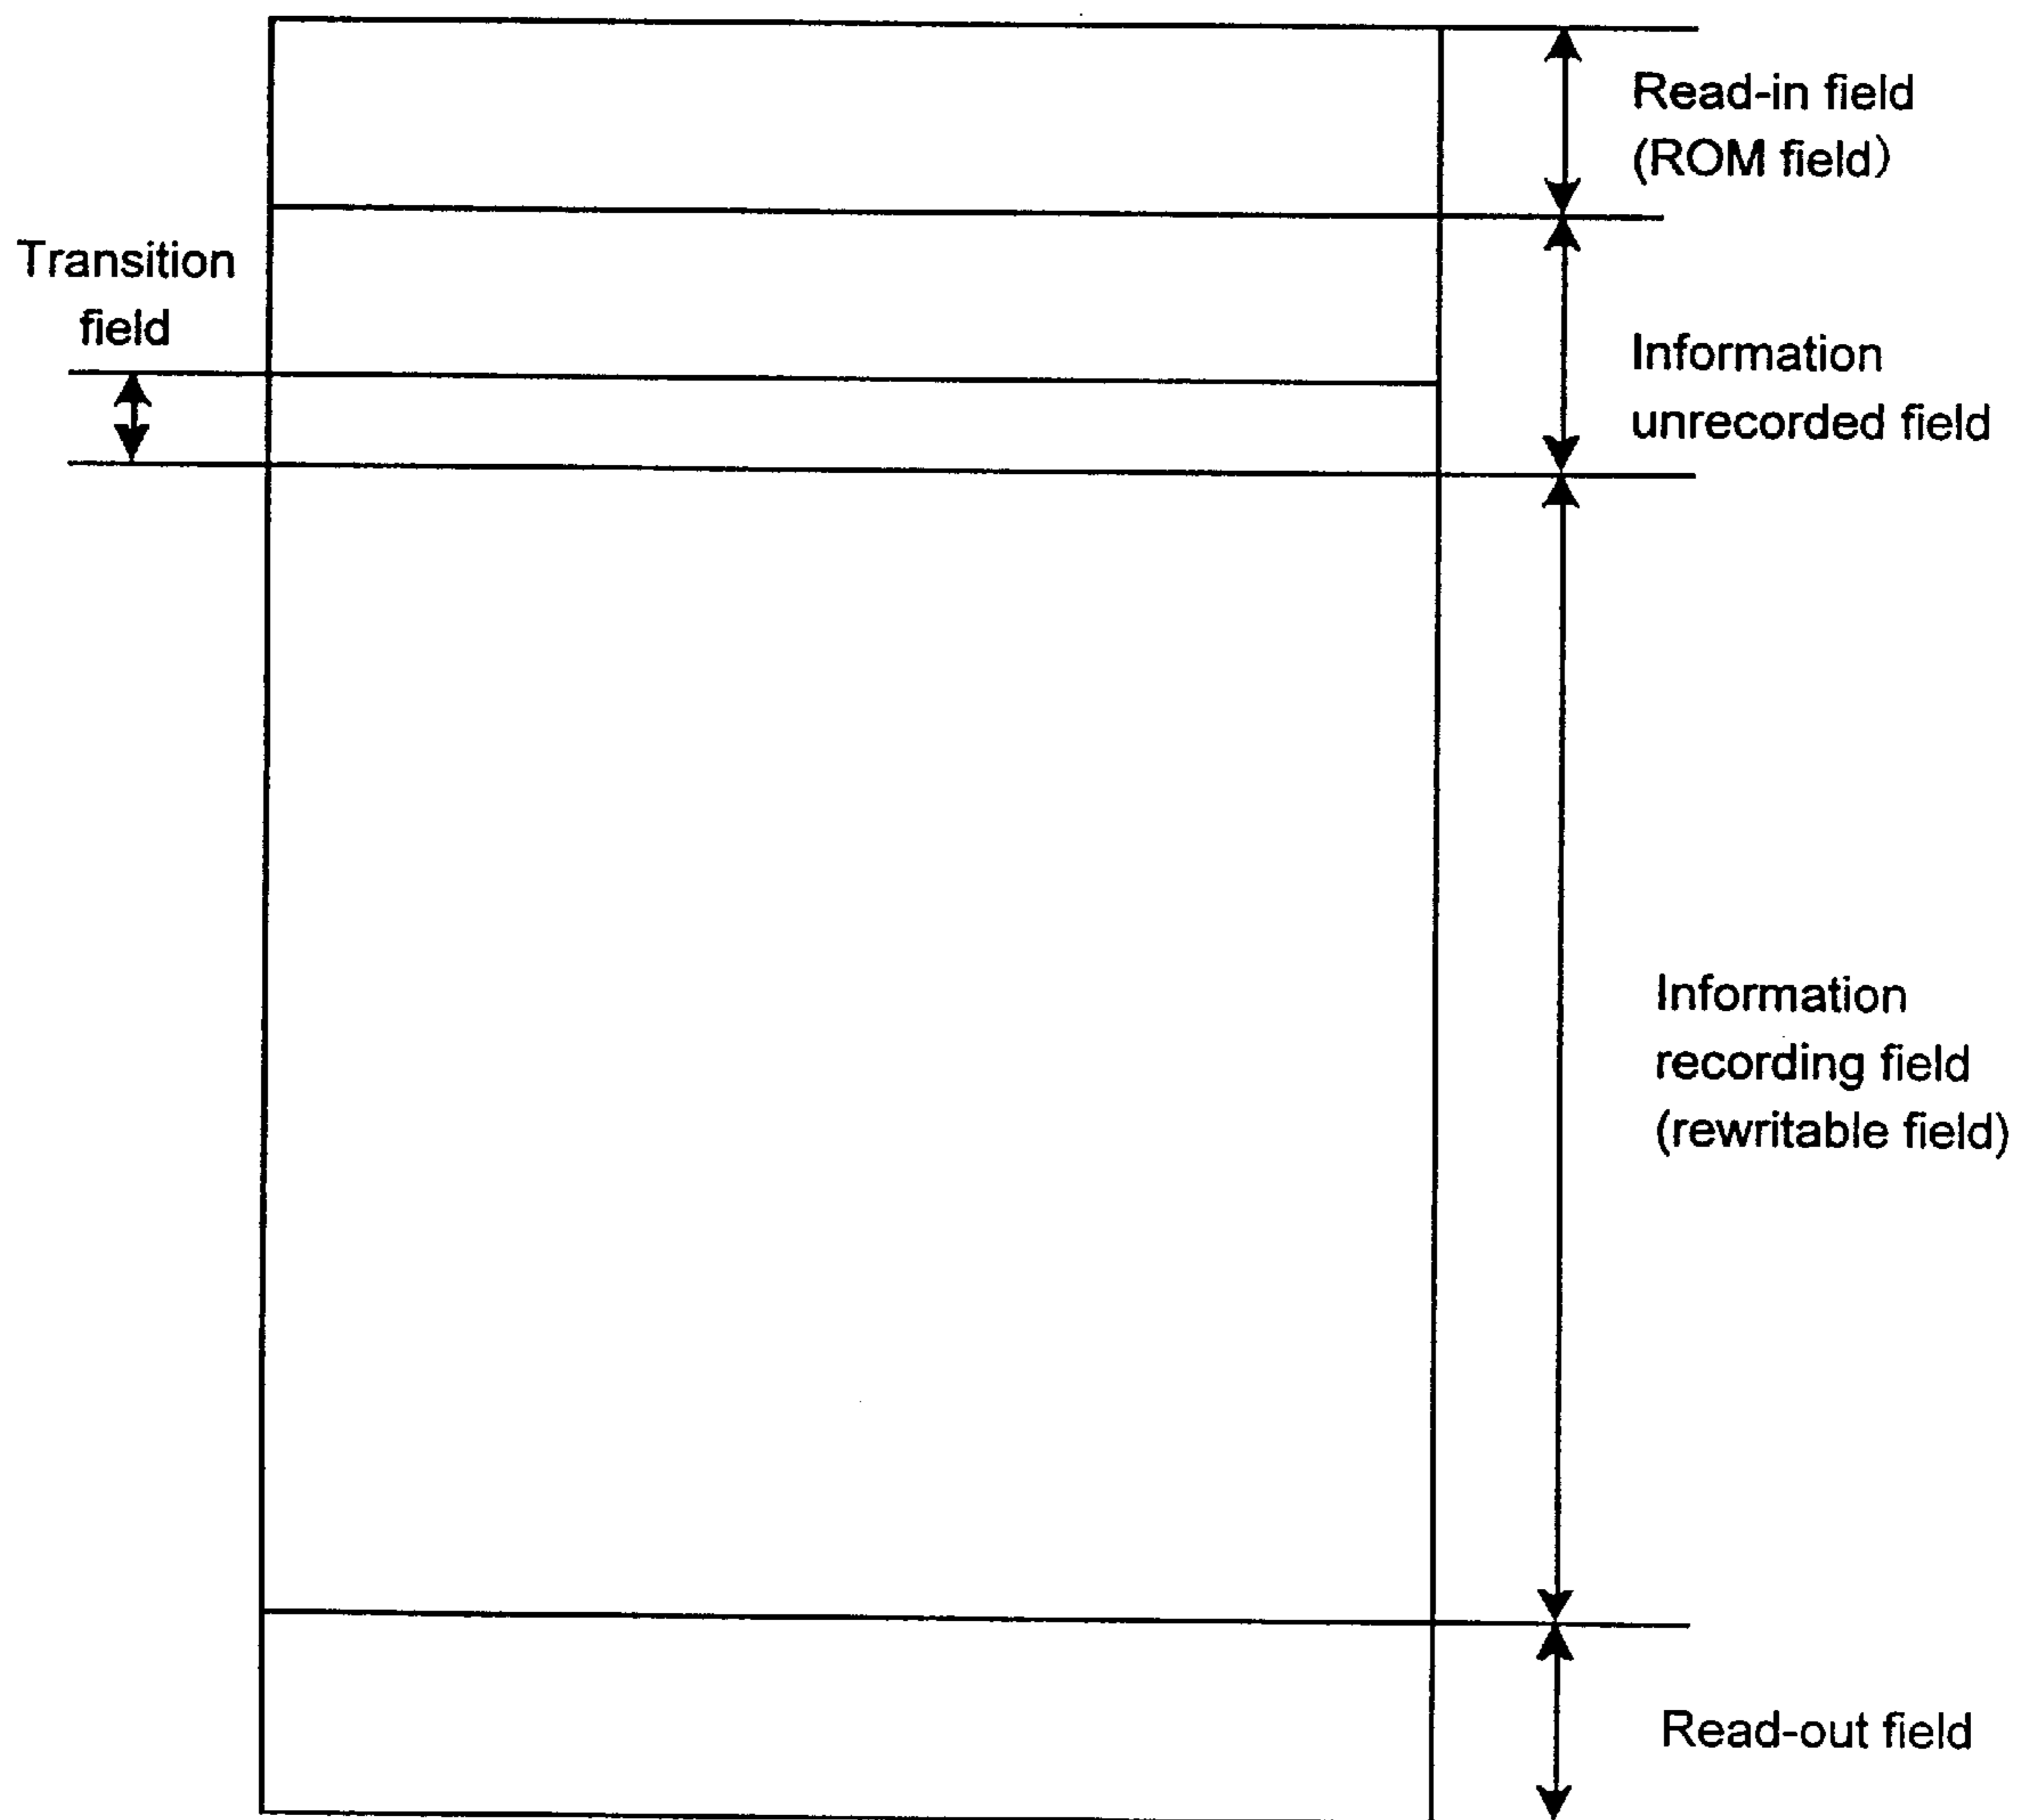 Read-in field
(ROM field)
Transition
field
Information
unrecorded field
Information
recording field
(rewritable field)
Read-out field